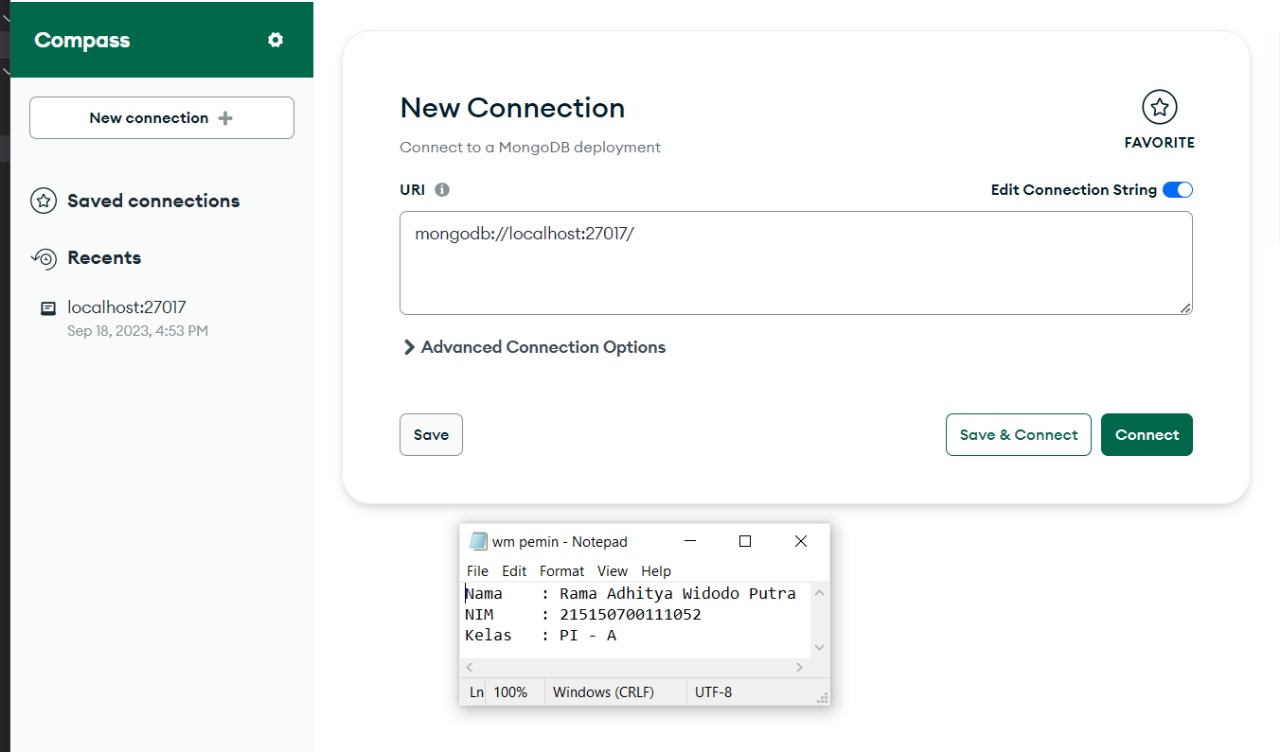 Compass
New connection
Saved connections
Recents
localhost:27017
Sep 18, 2023, 4:53 PM
New Connection
Connect to a MongoDB deployment
FAVORITE
URI
Edit Connection String
mongodb://localhost:27017/
Advanced Connection Options
Save
Save & Connect
Connect
wm pemin - Notepad
File Edit Format View Help
Nama : Rama Adhitya Widodo Putra
NIM : 215150700111052
Kelas : PI - A
Ln 100% Windows (CRLF) UTF-8